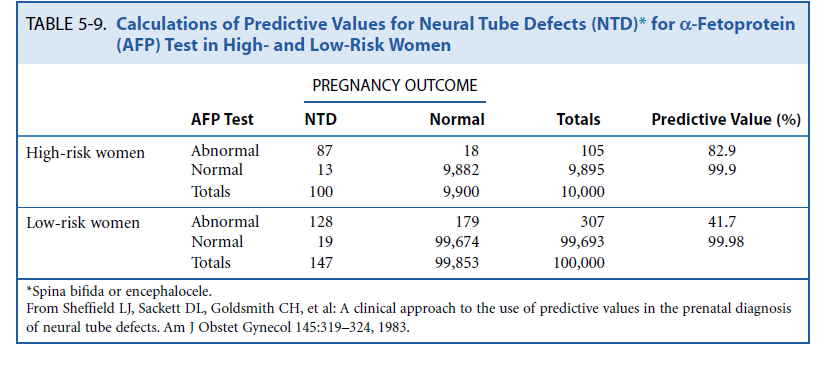 TABLE 5-9. Calculations of Predictive Values for Neural Tube Defects (NTD)* for α-Fetoprotein
(AFP) Test in High- and Low-Risk Women
PREGNANCY OUTCOME
AFP Test NTD Normal Totals Predictive Value (%)
High-risk women Abnormal 87 18 105 82.9
Normal 13 9,882 9,895 99.9
Totals 100 9,900 10,000
Low-risk women Abnormal 128 179 307 41.7
Normal 19 99,674 99,693 99.98
Totals 147 99,853 100,000
*Spina bifida or encephalocele.
From Sheffield LJ, Sackett DL, Goldsmith CH, et al: A clinical approach to the use of predictive values in the prenatal diagnosis
of neural tube defects. Am J Obstet Gynecol 145:319–324, 1983.